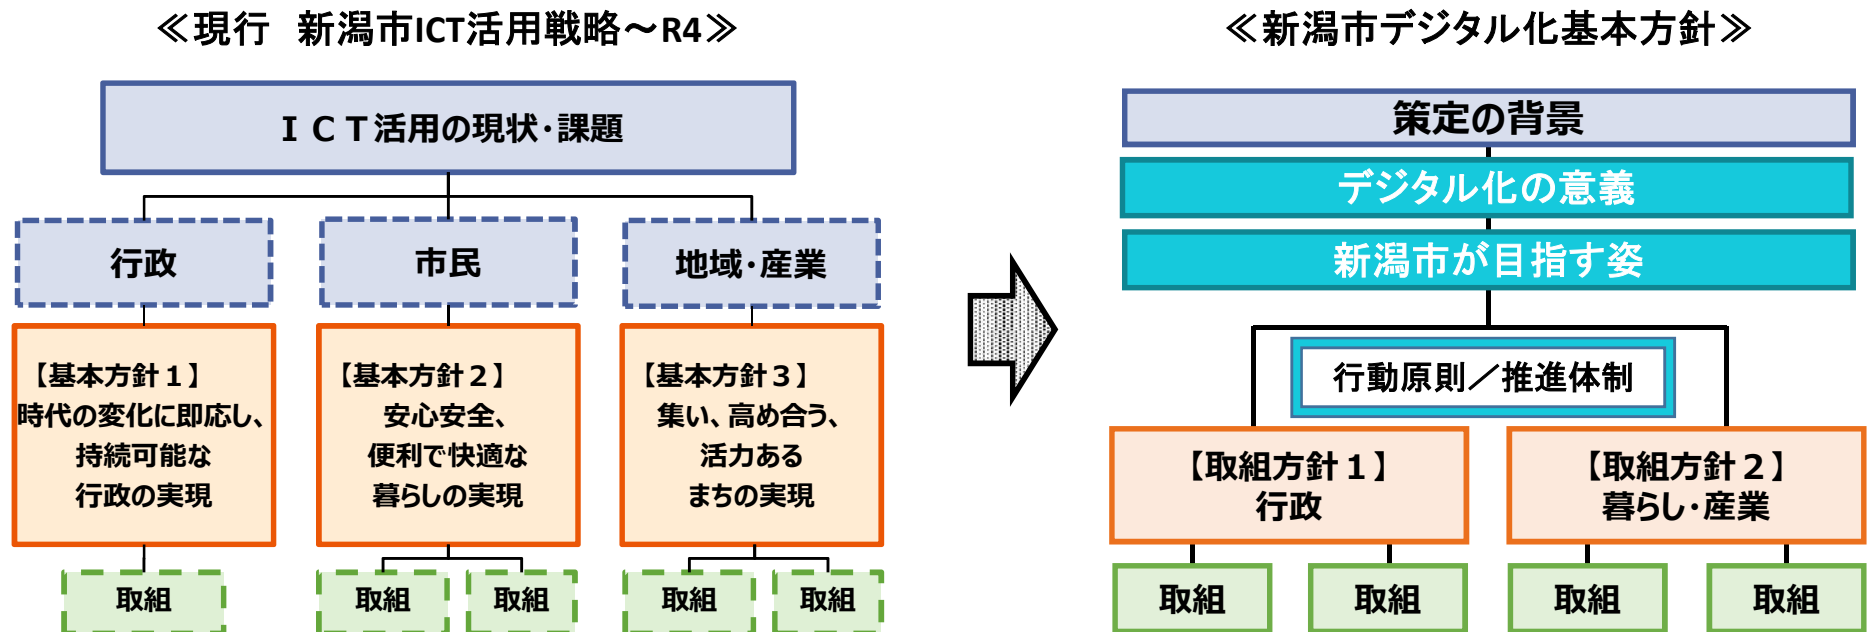 ≪現行　新潟市ICT活用戦略～R4≫
ＩＣＴ活用の現状・課題
行政
市民
地域・産業
【基本方針１】
時代の変化に即応し、
持続可能な
行政の実現
【基本方針２】
安心安全、
便利で快適な
暮らしの実現
【基本方針３】
集い、高め合う、
活力ある
まちの実現
取組
取組
取組
取組
取組
≪新潟市デジタル化基本方針≫
策定の背景
デジタル化の意義
新潟市が目指す姿
行動原則／推進体制
【取組方針１】
行政
【取組方針２】
暮らし・産業
取組
取組
取組
取組